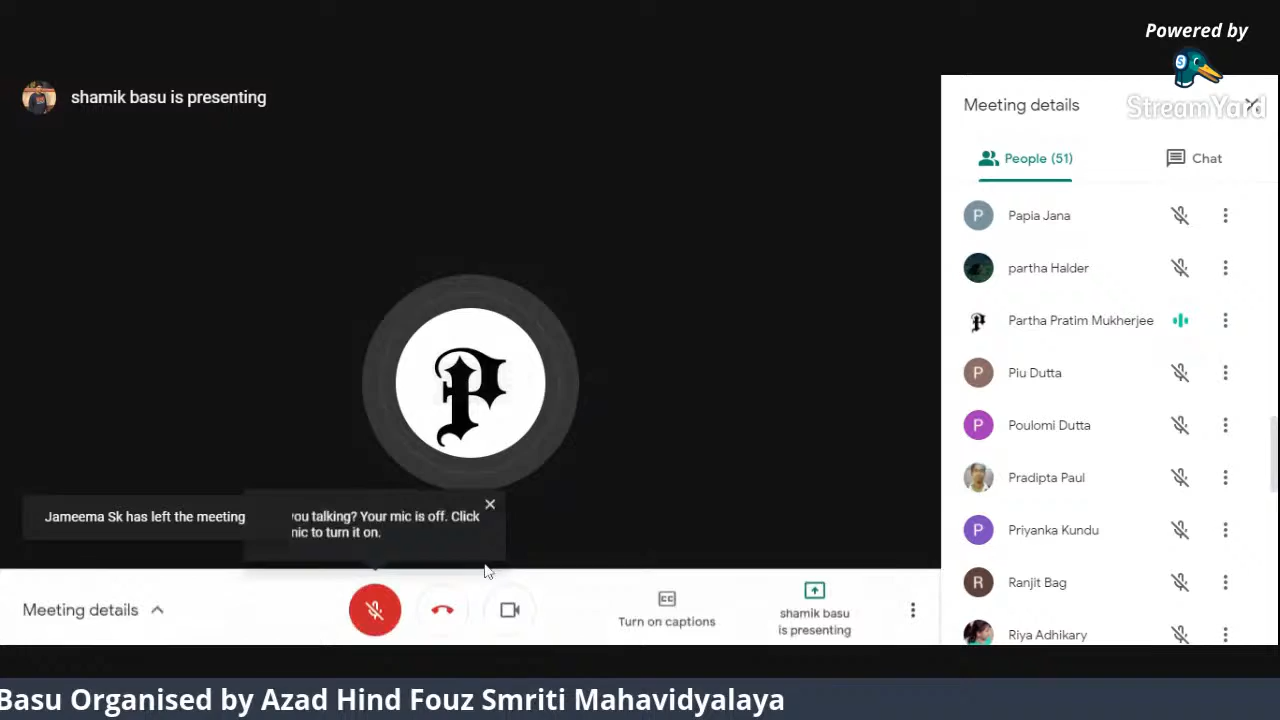 Powered by
StreamYard
shamik basu is presenting
Meeting details
People (51)
Chat
P
Papia Jana
partha Halder
P
Partha Pratim Mukherjee
P
Piu Dutta
P
Poulomi Dutta
Pradipta Paul
P
Priyanka Kundu
R
Ranjit Bag
Riya Adhikary
P
Jameema Sk has left the meeting
you talking? Your mic is off. Click
mic to turn it on.
Meeting details
CC
Turn on captions
shamik basu
is presenting
Basu Organised by Azad Hind Fouz Smriti Mahavidyalaya